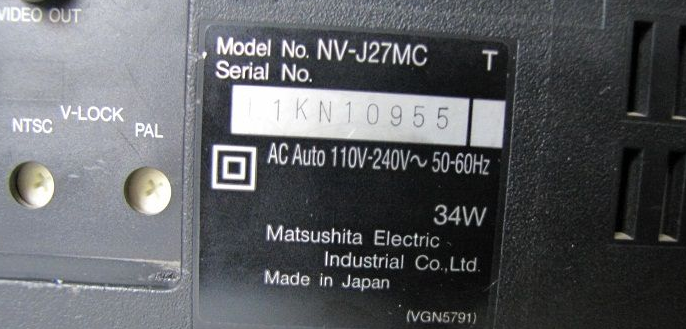 VIDEO OUT
V-LOCK
NTSC PAL
Model No. NV-J27MC T
Serial No.
1KN10955
AC Auto 110V-240V~ 50-60Hz
34W
Matsushita Electric
Industrial Co.,Ltd.
Made in Japan
(VGN5791)